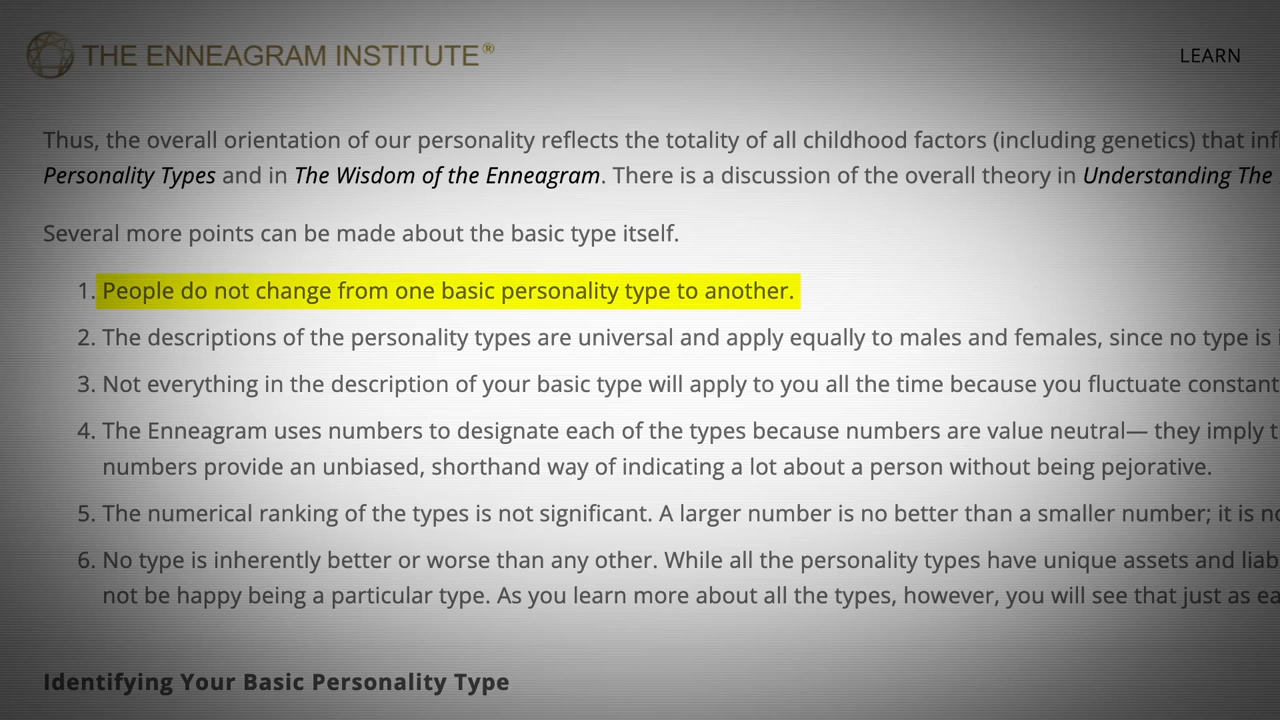 THE ENNEAGRAM INSTITUTE®
LEARN
Thus, the overall orientation of our personality reflects the totality of all childhood factors (including genetics) that
Personality Types and in The Wisdom of the Enneagram. There is a discussion of the overall theory in Understanding The
Several more points can be made about the basic type itself.
1. People do not change from one basic personality type to another.
2. The descriptions of the personality types are universal and apply equally to males and females, since no type is
3. Not everything in the description of your basic type will apply to you all the time because you fluctuate
4. The Enneagram uses numbers to designate each of the types because numbers are value neutral— they imply
numbers provide an unbiased, shorthand way of indicating a lot about a person without being pejorative.
5. The numerical ranking of the types is not significant. A larger number is no better than a smaller number; it is
6. No type is inherently better or worse than any other. While all the personality types have unique assets and
not be happy being a particular type. As you learn more about all the types, however, you will see that just as
Identifying Your Basic Personality Type